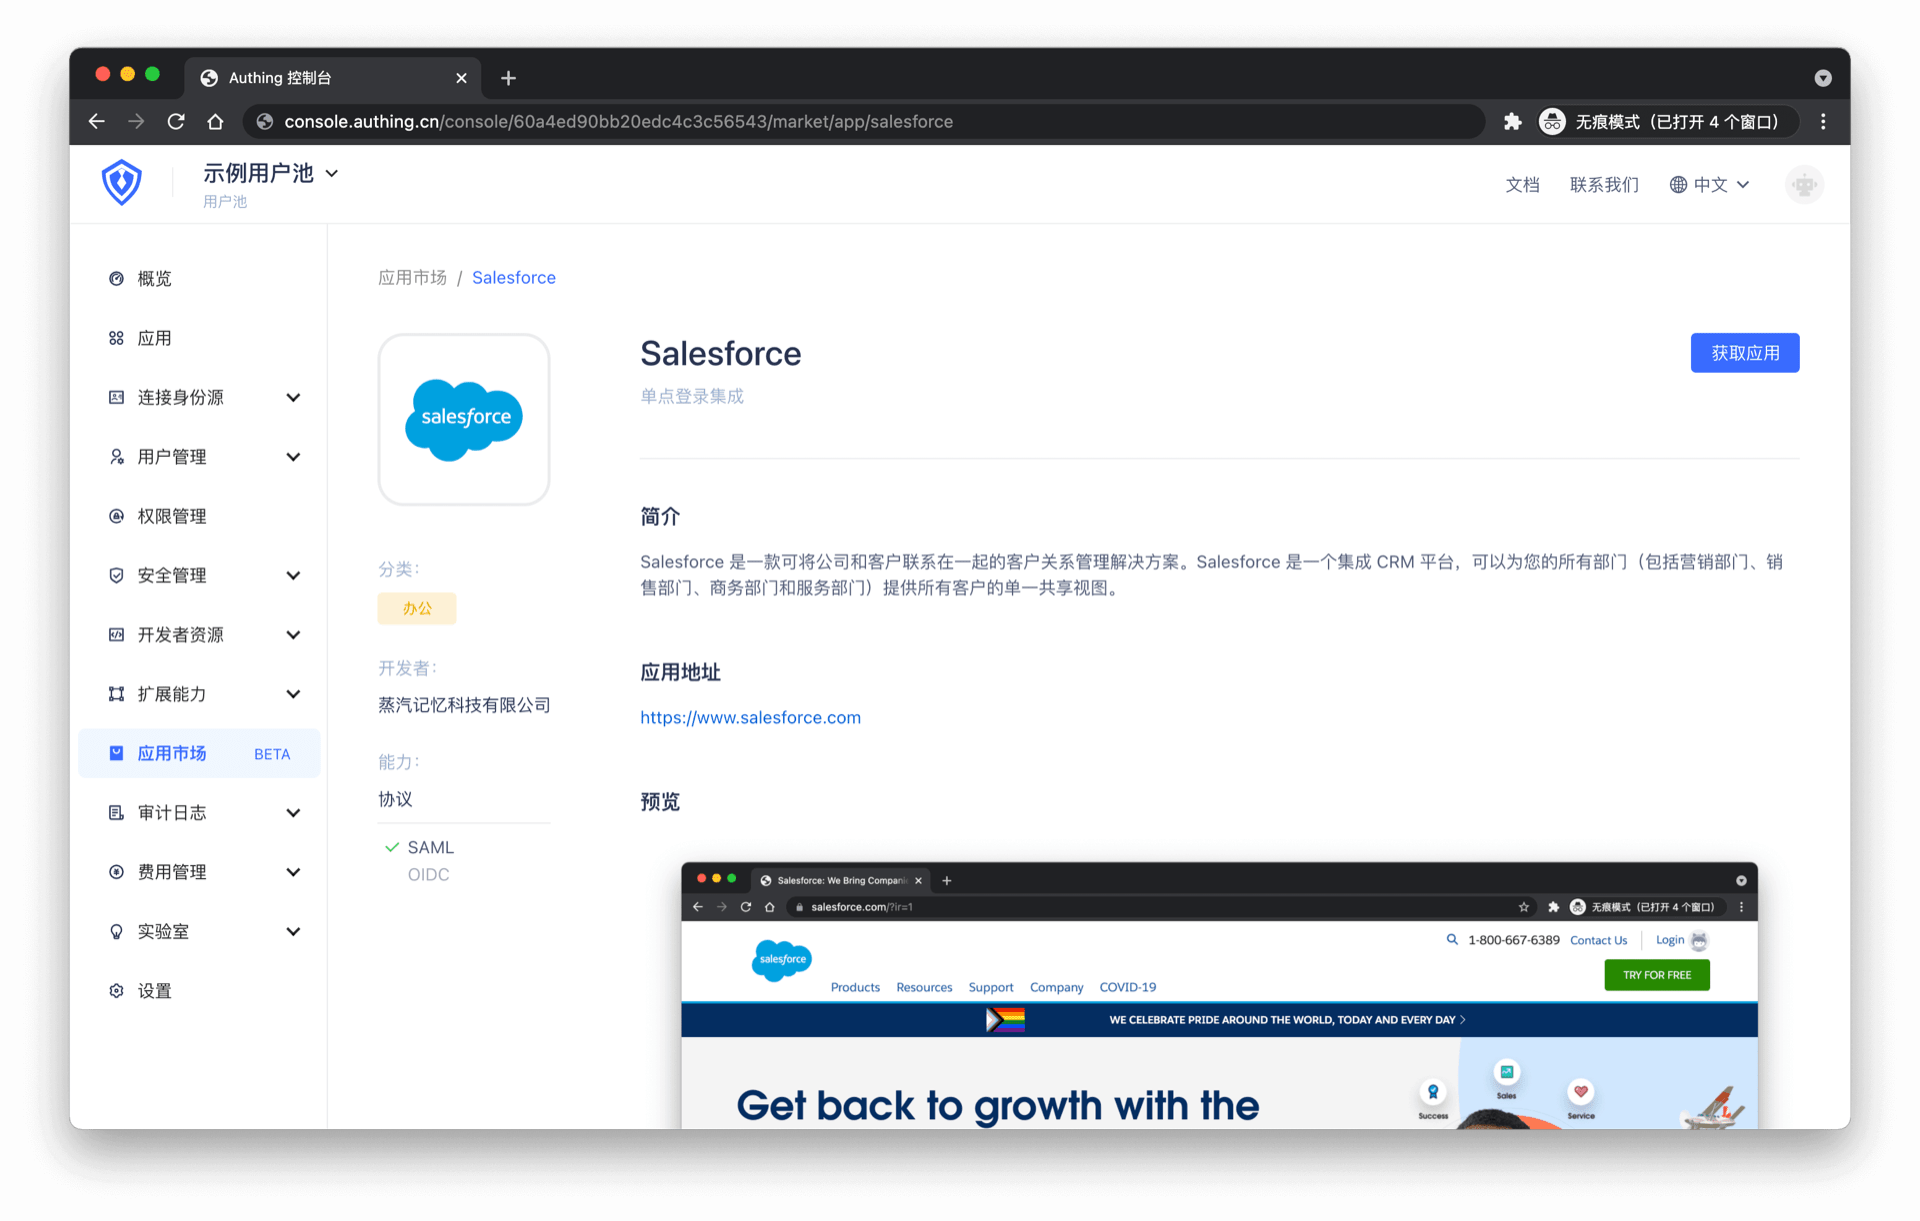 Authing 控制台
console.authing.cn/console/60a4ed90bb20edc4c3c56543/market/app/salesforce
无痕模式（已打开 4 个窗口）
示例用户池
用户池
文档
联系我们
中文
概览
应用
连接身份源
用户管理
权限管理
安全管理
开发者资源
扩展能力
应用市场 BETA
审计日志
费用管理
实验室
设置
应用市场 / Salesforce
salesforce
分类：
办公
开发者：
蒸汽记忆科技有限公司
能力：
协议
SAML
OIDC
Salesforce
单点登录集成
获取应用
简介
Salesforce 是一款可将公司和客户联系在一起的客户关系管理解决方案。Salesforce 是一个集成 CRM 平台，可以为您的所有部门（包括营销部门、销
售部门、商务部门和服务部门）提供所有客户的单一共享视图。
应用地址
https://www.salesforce.com
预览
Salesforce: We Bring Compani
salesforce.com/?ir=1
无痕模式（已打开 4 个窗口）
salesforce
1-800-667-6389 Contact Us Login
TRY FOR FREE
Products Resources Support Company COVID-19
WE CELEBRATE PRIDE AROUND THE WORLD, TODAY AND EVERY DAY
Get back to growth with the
Success
Sales
Service